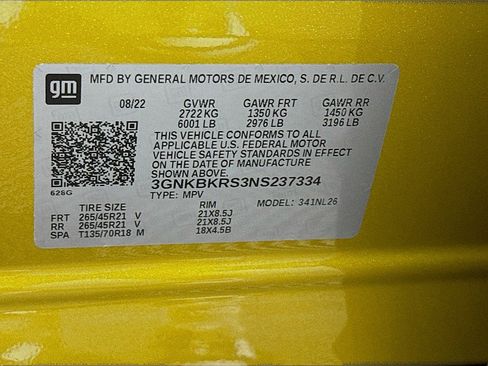 gm
MFD BY GENERAL MOTORS DE MEXICO, S. DE R.L. DE C.V.
08/22 GVWR GAWR FRT GAWR RR
2722 KG 1350 KG 1450 KG
6001 LB 2976 LB 3196 LB
THIS VEHICLE CONFORMS TO ALL
APPLICABLE U.S. FEDERAL MOTOR
VEHICLE SAFETY STANDARDS IN EFFECT
ON THE DATE OF MANUFACTURE
SHOWN ABOVE.
3GNKBKRS3NS237334
626G TYPE: MPV MODEL: 341NL26
TIRE SIZE RIM
FRT 265/45R21 V 21X8.5J
RR 265/45R21 V 21X8.5J
SPA T135/70R18 M 18X4.5B